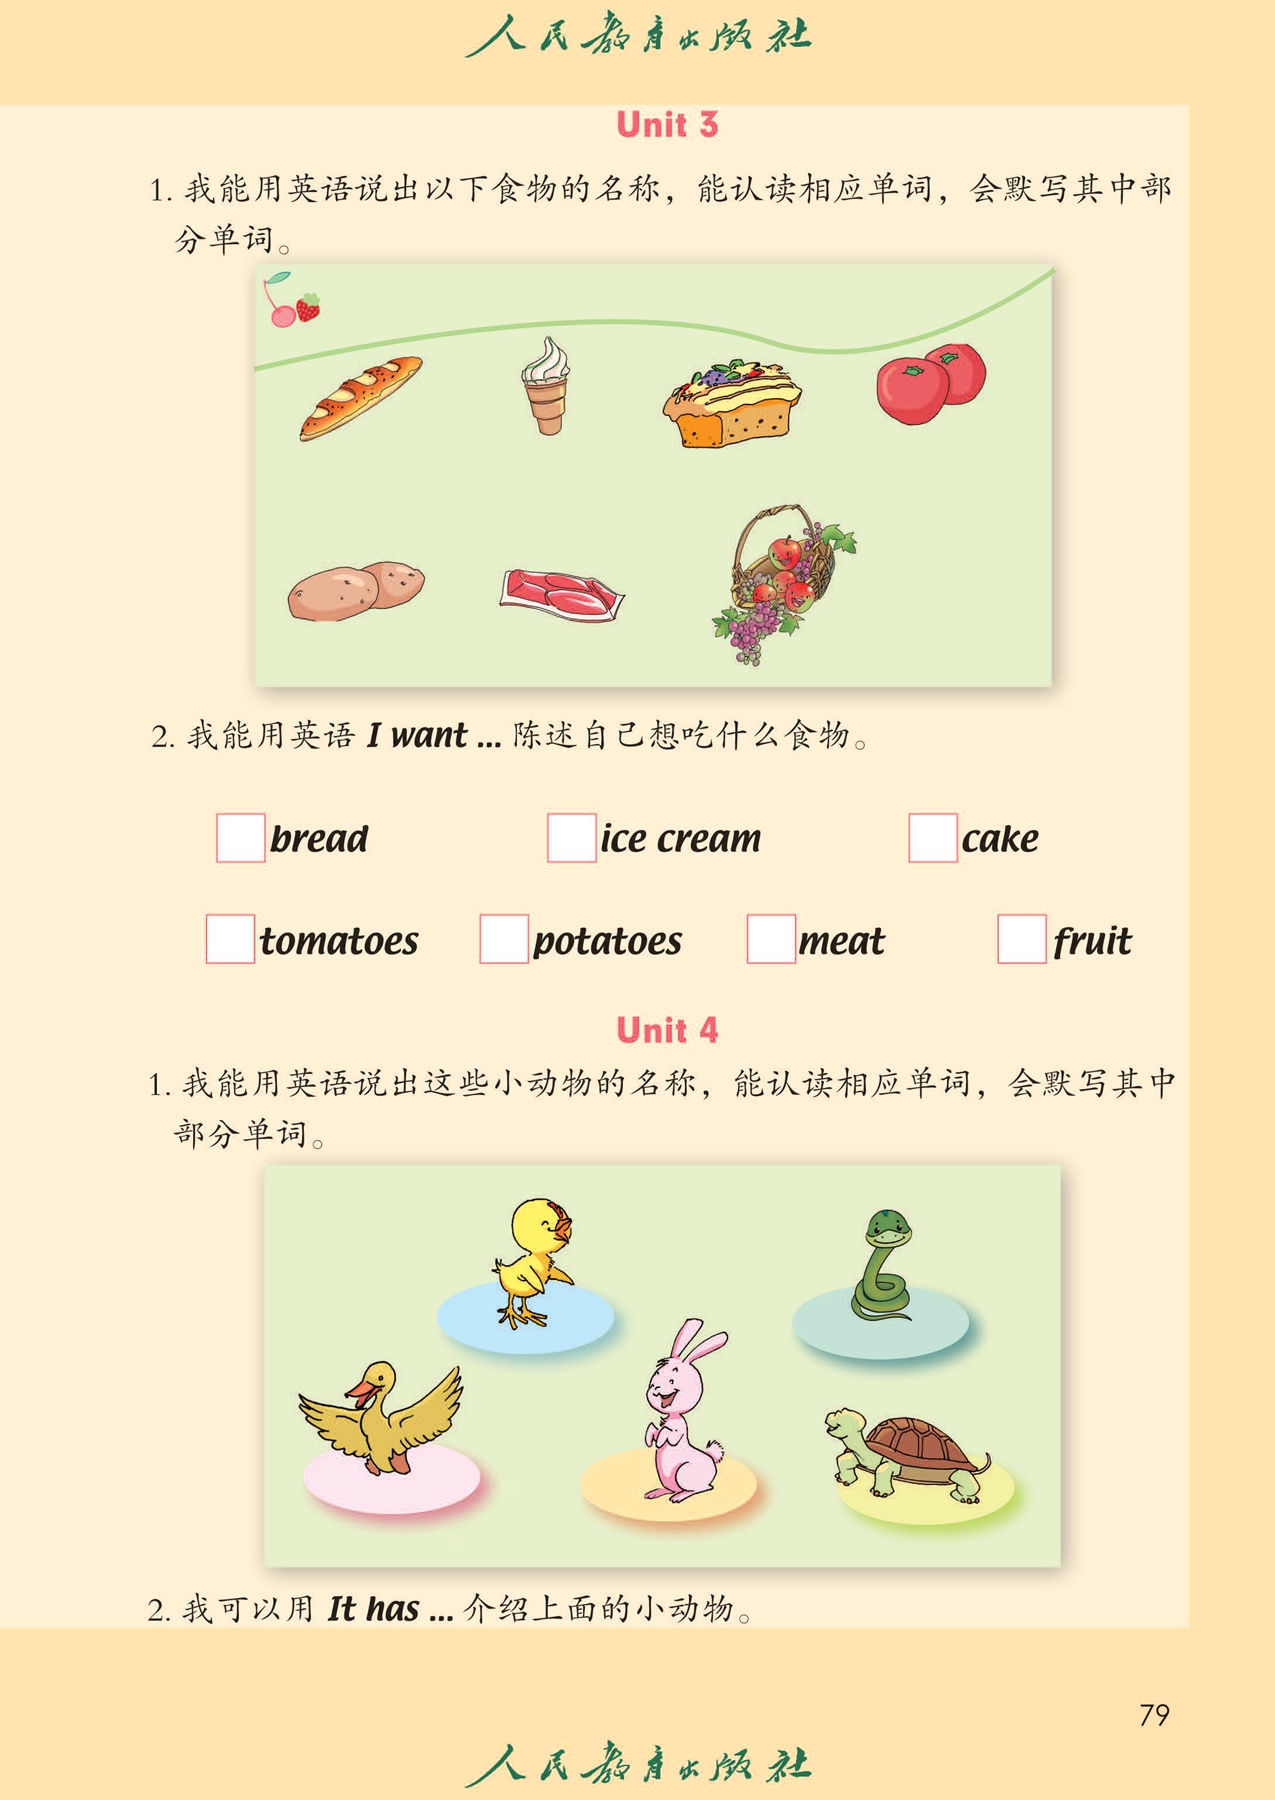 人民教育出版社
Unit 3
1. 我能用英语说出以下食物的名称，能认读相应单词，会默写其中部
分单词。
2. 我能用英语 I want ... 陈述自己想吃什么食物。
bread ice cream cake
tomatoes potatoes meat fruit
Unit 4
1. 我能用英语说出这些小动物的名称，能认读相应单词，会默写其中
部分单词。
2. 我可以用 It has ... 介绍上面的小动物。
79
人民教育出版社